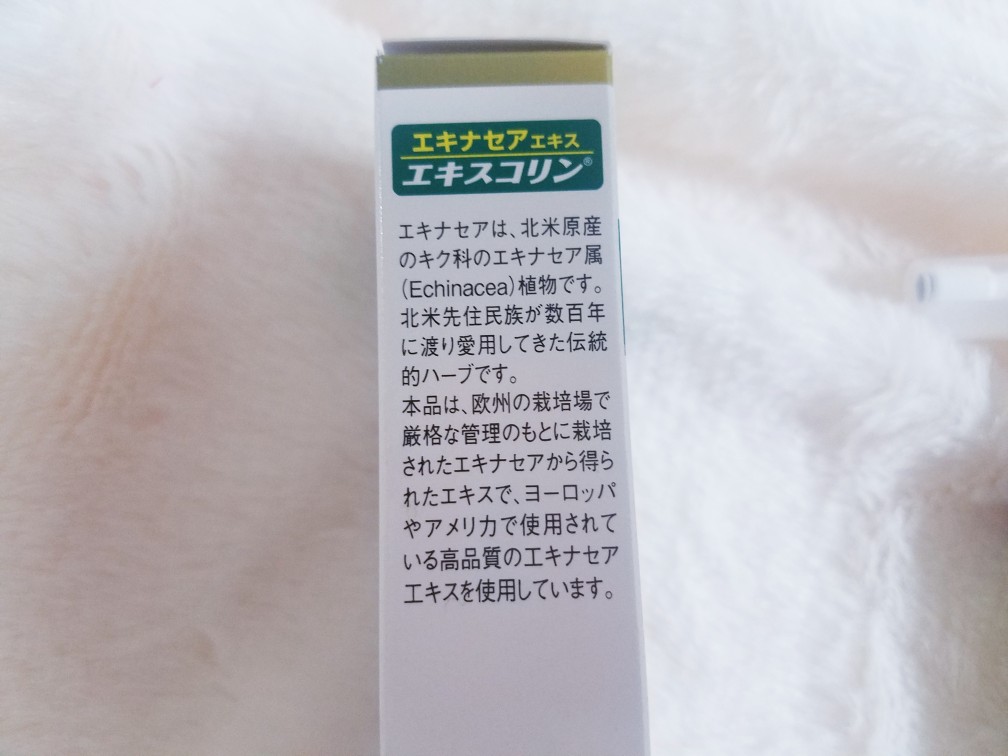 エキナセアエキス
エキスコリン®
エキナセアは、北米原産
のキク科のエキナセア属
（Echinacea）植物です。
北米先住民族が数百年
に渡り愛用してきた伝統
的ハーブです。
本品は、欧州の栽培場で
厳格な管理のもとに栽培
されたエキナセアから得ら
れたエキスで、ヨーロッパ
やアメリカで使用されて
いる高品質のエキナセア
エキスを使用しています。